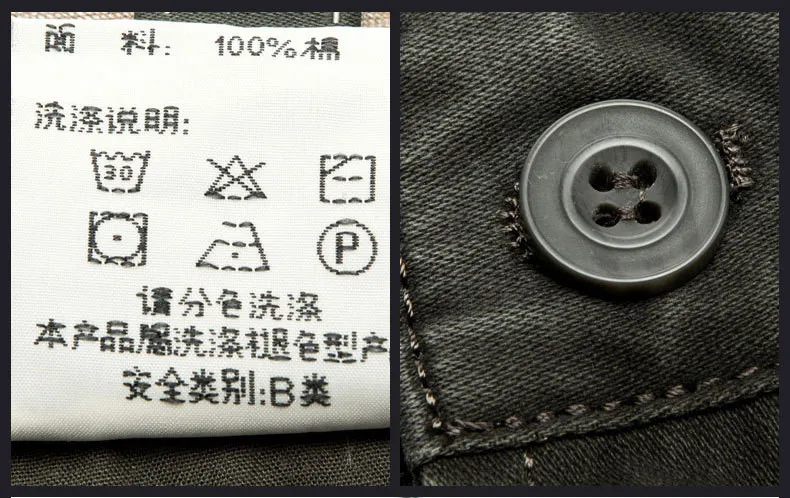 面 料: 100%棉
洗涤说明:
30
P
请分色洗涤
本产品属洗涤褪色型产
安全类别:B类